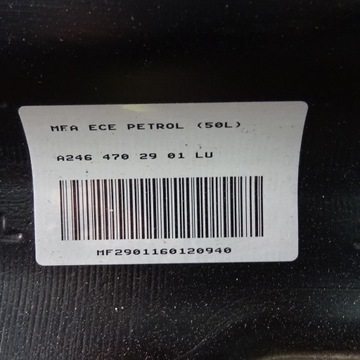 MFA ECE PETROL (50L)
A246 470 29 01 LU
MF2901160120940